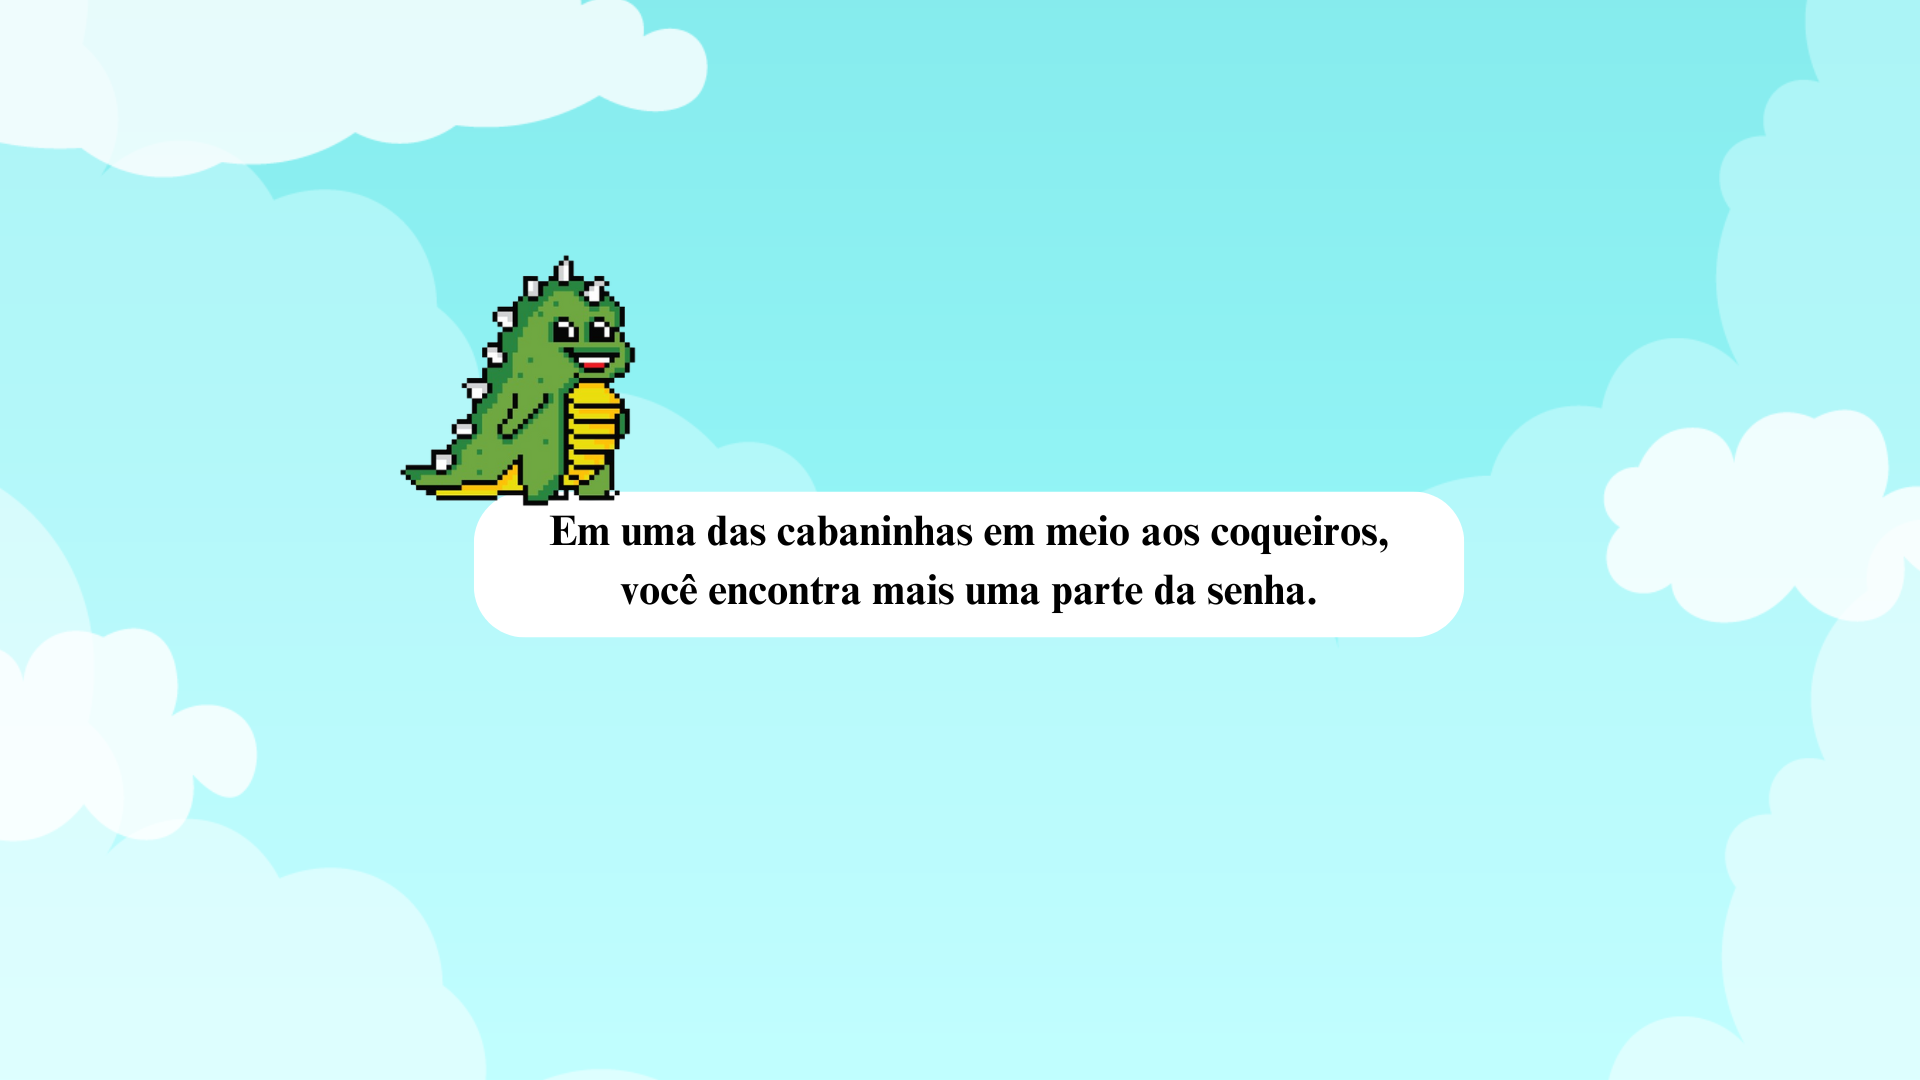 Em uma das cabaninhas em meio aos coqueiros,
você encontra mais uma parte da senha.